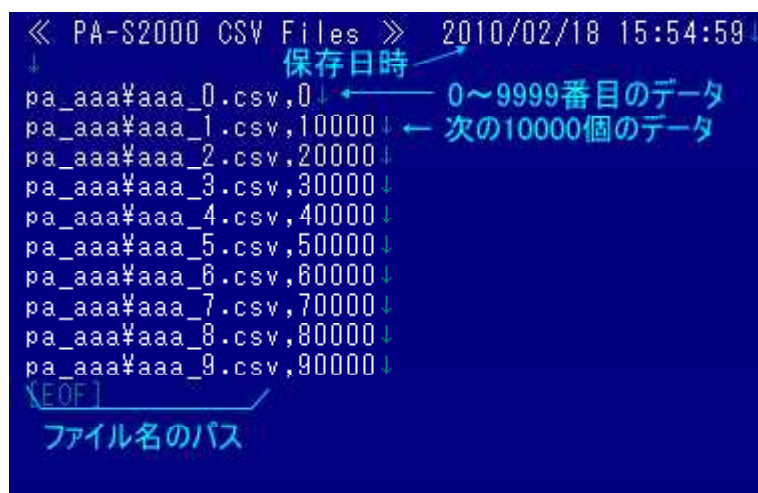 ≪ PA-S2000 CSV Files ≫ 2010/02/18 15:54:59↓
↓
保存日時
pa_aaa¥aaa_0.csv,0↓ ← 0～9999番目のデータ
pa_aaa¥aaa_1.csv,10000↓ ← 次の10000個のデータ
pa_aaa¥aaa_2.csv,20000↓
pa_aaa¥aaa_3.csv,30000↓
pa_aaa¥aaa_4.csv,40000↓
pa_aaa¥aaa_5.csv,50000↓
pa_aaa¥aaa_6.csv,60000↓
pa_aaa¥aaa_7.csv,70000↓
pa_aaa¥aaa_8.csv,80000↓
pa_aaa¥aaa_9.csv,90000↓
[EOF]
ファイル名のパス